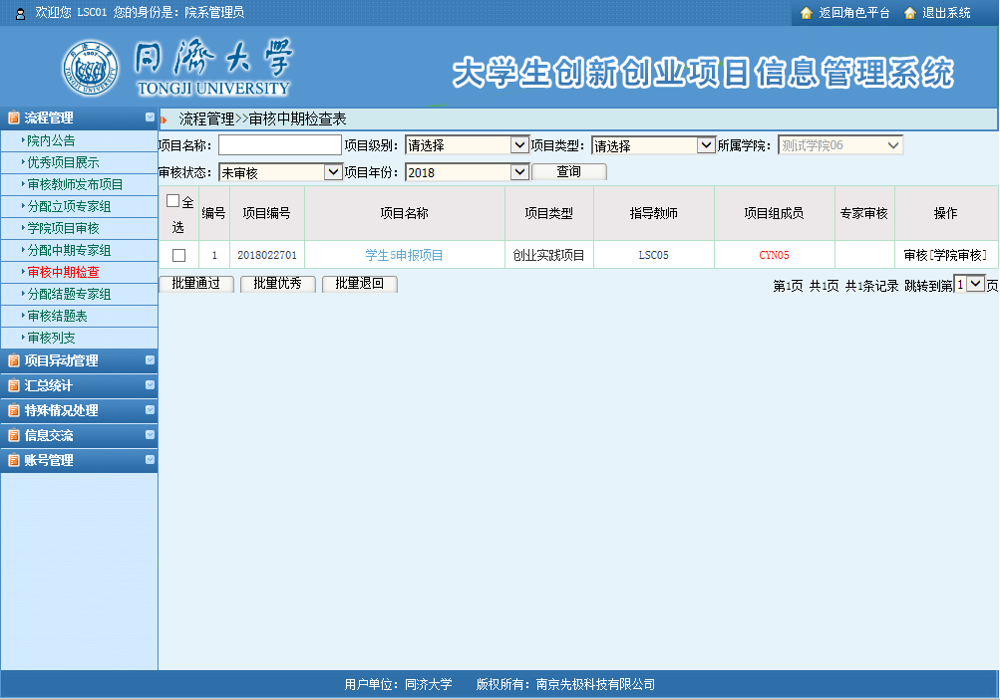 欢迎您 LSC01 您的身份是：院系管理员
返回角色平台 退出系统
同济大学
TONGJI UNIVERSITY
大学生创新创业项目信息管理系统
流程管理
院内公告
优秀项目展示
审核教师发布项目
分配立项专家组
学院项目审核
分配中期专家组
审核中期检查
分配结题专家组
审核结题表
审核列支
项目异动管理
汇总统计
特殊情况处理
信息交流
账号管理
流程管理>>审核中期检查表
项目名称： 项目级别：请选择 项目类型：请选择 所属学院：测试学院06
审核状态：未审核 项目年份：2018 查询
全选 编号 项目编号 项目名称 项目类型 指导教师 项目组成员 专家审核 操作
1 2018022701 学生5申报项目 创业实践项目 LSC05 CYN05 审核[学院审核]
批量通过 批量优秀 批量退回 第1页 共1页 共1条记录 跳转到第1页
用户单位：同济大学 版权所有：南京先极科技有限公司